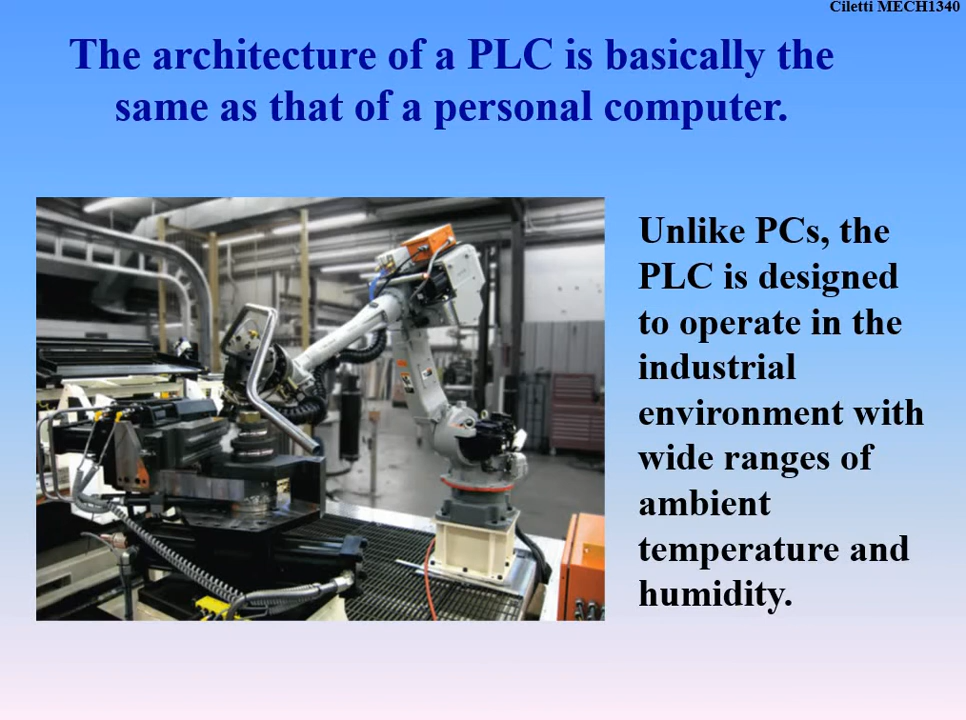 Ciletti MECH1340
The architecture of a PLC is basically the
same as that of a personal computer.
Unlike PCs, the
PLC is designed
to operate in the
industrial
environment with
wide ranges of
ambient
temperature and
humidity.